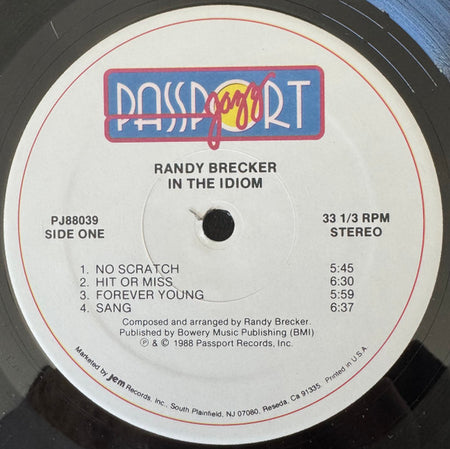 PASSPORT
jazz
RANDY BRECKER
IN THE IDIOM
PJ88039
SIDE ONE
33 1/3 RPM
STEREO
1. NO SCRATCH 5:45
2. HIT OR MISS 6:30
3. FOREVER YOUNG 5:59
4. SANG 6:37
Composed and arranged by Randy Brecker.
Published by Bowery Music Publishing (BMI)
℗ & © 1988 Passport Records, Inc.
Marketed by jem Records, Inc., South Plainfield, NJ 07080, Reseda, Ca 91335 Printed in U.S.A.